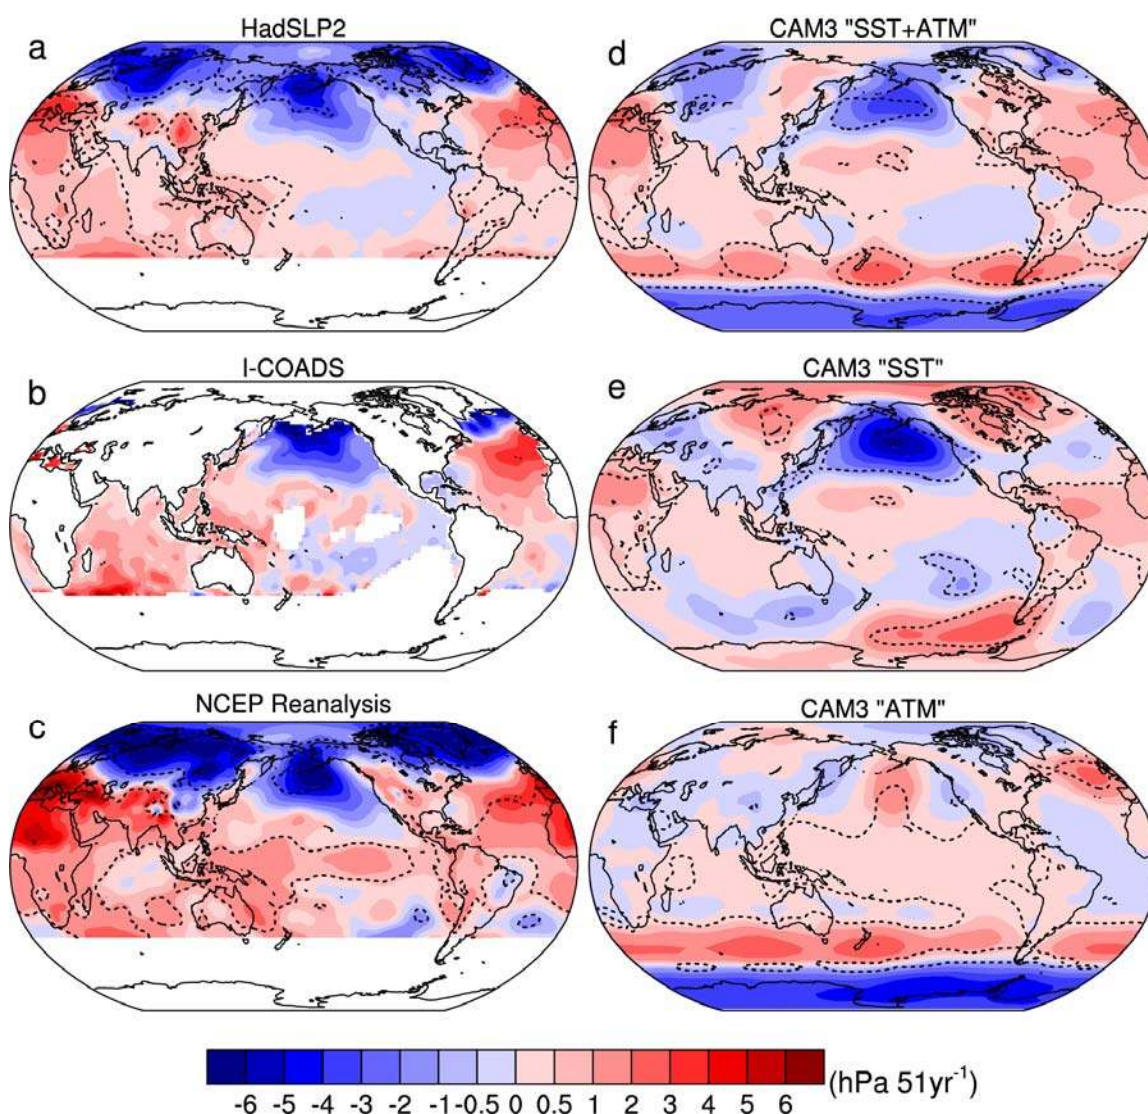 HadSLP2
CAM3 "SST+ATM"
a
d
I-COADS
CAM3 "SST"
b
e
NCEP Reanalysis
CAM3 "ATM"
c
f
-6 -5 -4 -3 -2 -1 -0.5 0 0.5 1 2 3 4 5 6
(hPa 51yr⁻¹)